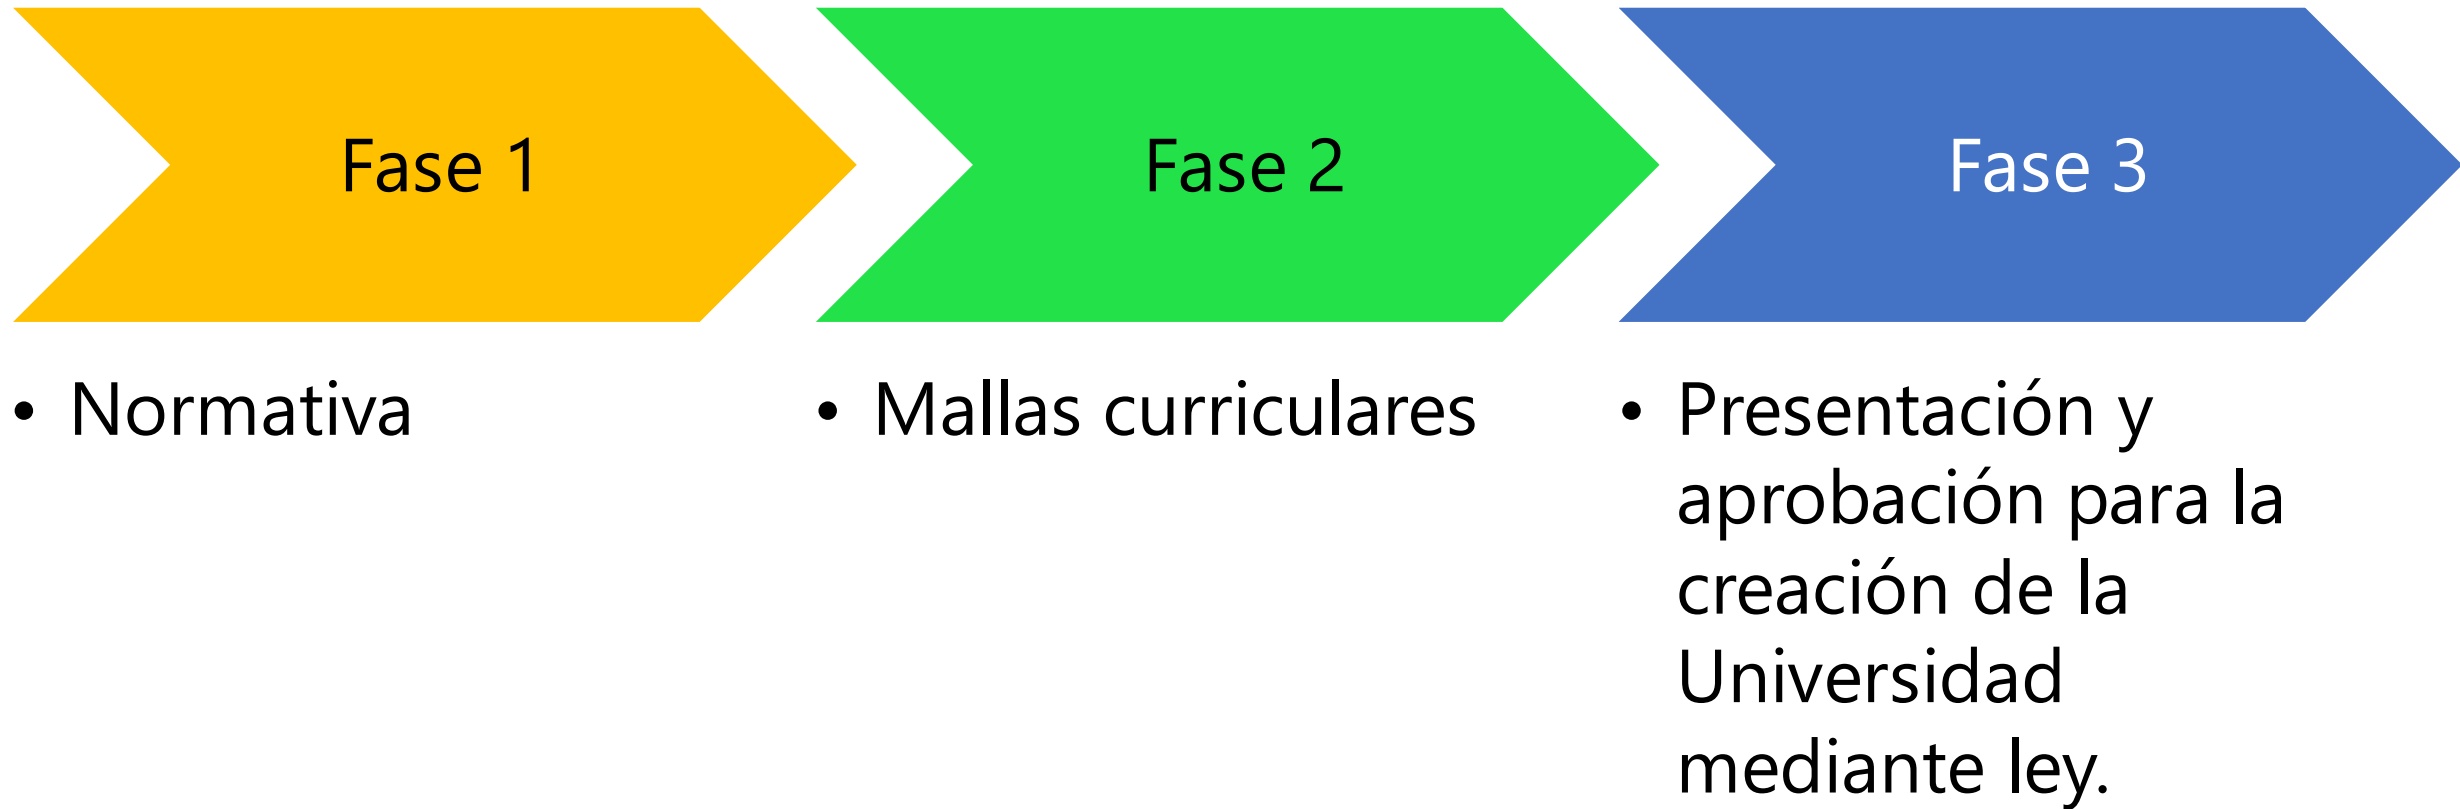 Fase 1
• Normativa
Fase 2
• Mallas curriculares
Fase 3
• Presentación y
aprobación para la
creación de la
Universidad
mediante ley.